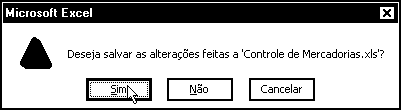 Microsoft Excel
Deseja salvar as alterações feitas a 'Controle de Mercadorias.xls'?
Sim Não Cancelar